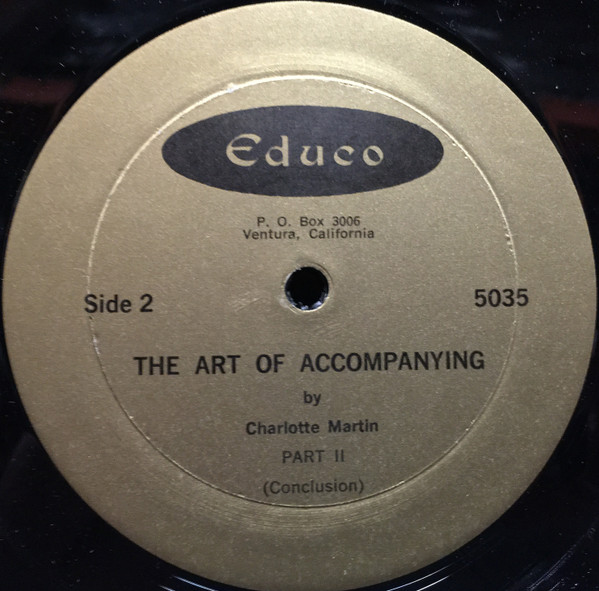 Educo
P. O. Box 3006
Ventura, California
Side 2
5035
THE ART OF ACCOMPANYING
by
Charlotte Martin
PART II
(Conclusion)